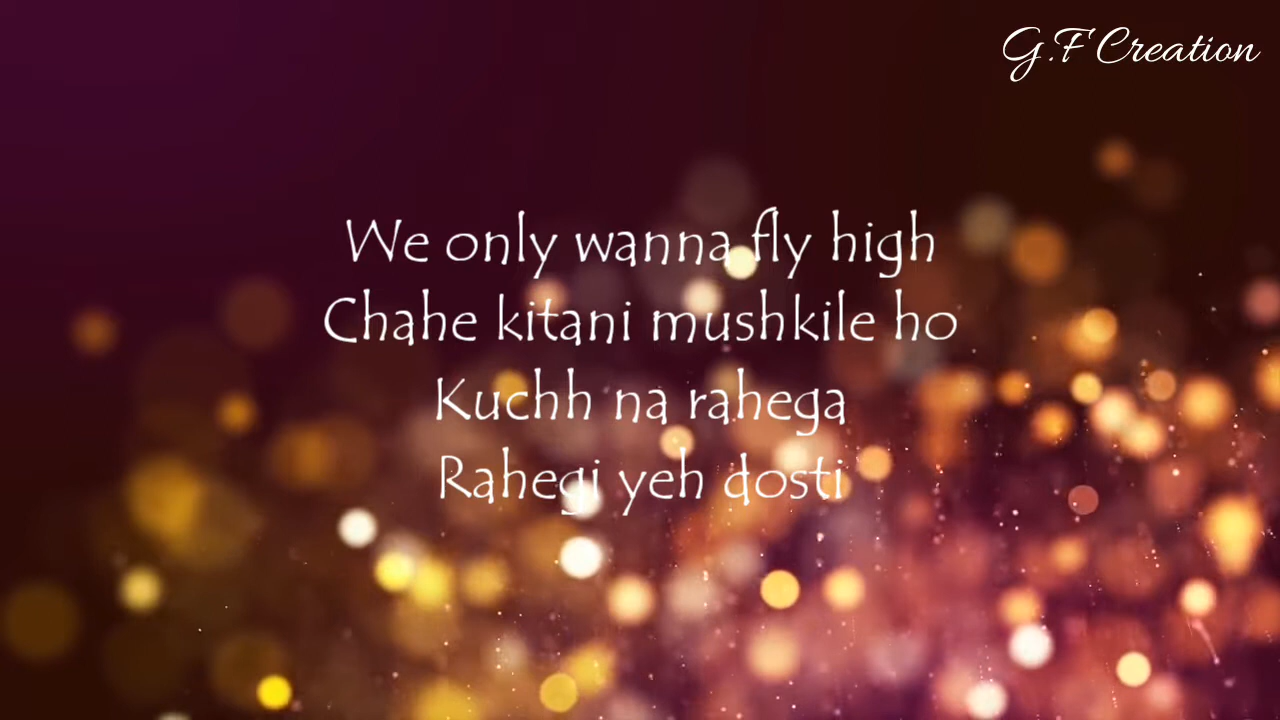 G.F Creation
We only wanna fly high
Chahe kitani mushkile ho
Kuchh na rahega
Rahegi yeh dosti